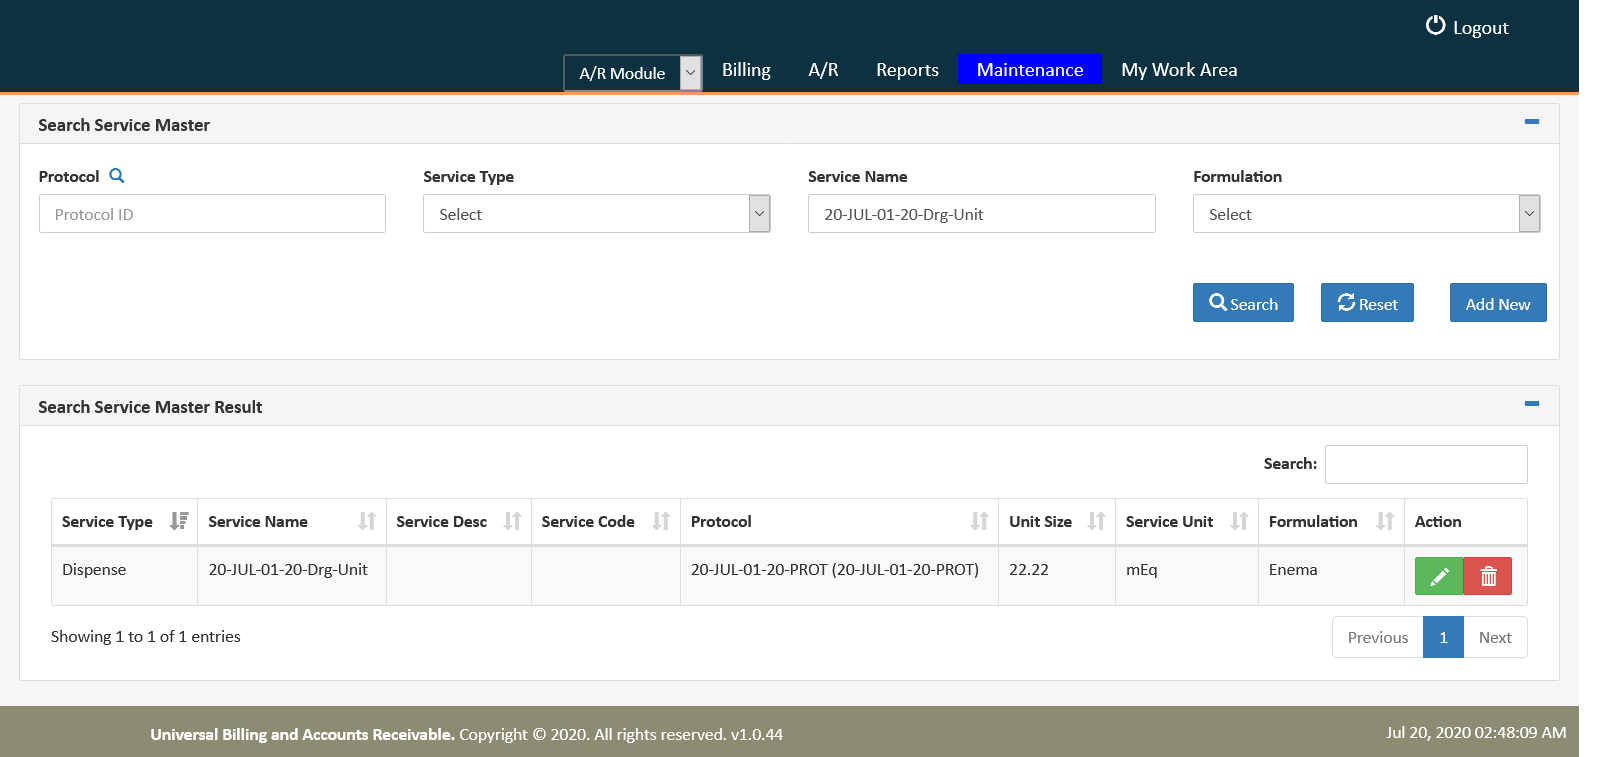 Logout
A/R Module Billing A/R Reports Maintenance My Work Area
Search Service Master
Protocol Service Type Service Name Formulation
Protocol ID Select 20-JUL-01-20-Drg-Unit Select
Search Reset Add New
Search Service Master Result
Search:
Service Type Service Name Service Desc Service Code Protocol Unit Size Service Unit Formulation Action
Dispense 20-JUL-01-20-Drg-Unit 20-JUL-01-20-PROT (20-JUL-01-20-PROT) 22.22 mEq Enema
Showing 1 to 1 of 1 entries Previous 1 Next
Universal Billing and Accounts Receivable. Copyright © 2020. All rights reserved. v1.0.44 Jul 20, 2020 02:48:09 AM